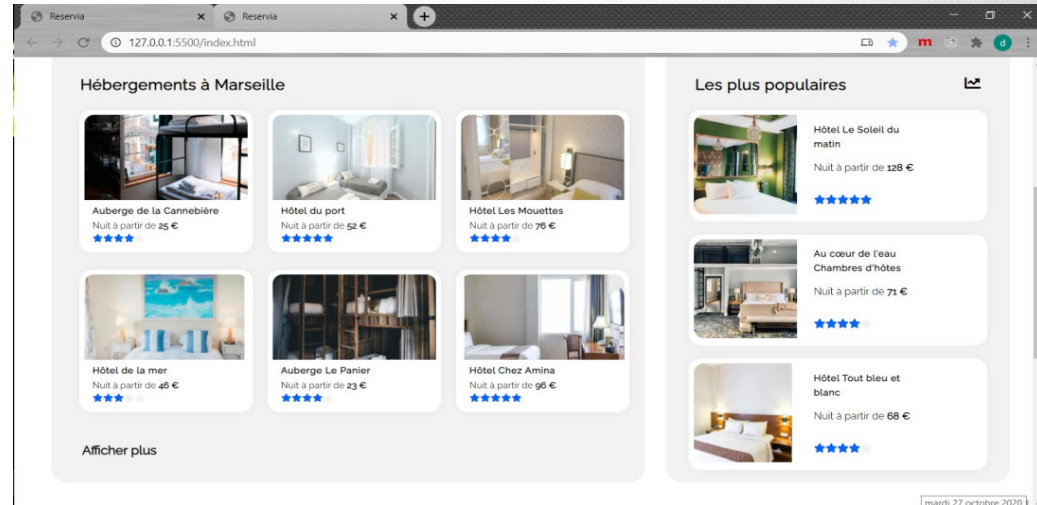 Reservia
Reservia
127.0.0.1:5500/index.html
m
d
Hébergements à Marseille
Auberge de la Cannebière
Nuit à partir de 25 €
Hôtel du port
Nuit à partir de 52 €
Hôtel Les Mouettes
Nuit à partir de 76 €
Hôtel de la mer
Nuit à partir de 46 €
Auberge Le Panier
Nuit à partir de 23 €
Hôtel Chez Amina
Nuit à partir de 96 €
Afficher plus
Les plus populaires
Hôtel Le Soleil du
matin
Nuit à partir de 128 €
Au cœur de l'eau
Chambres d'hôtes
Nuit à partir de 71 €
Hôtel Tout bleu et
blanc
Nuit à partir de 68 €
mardi 27 octobre 2020